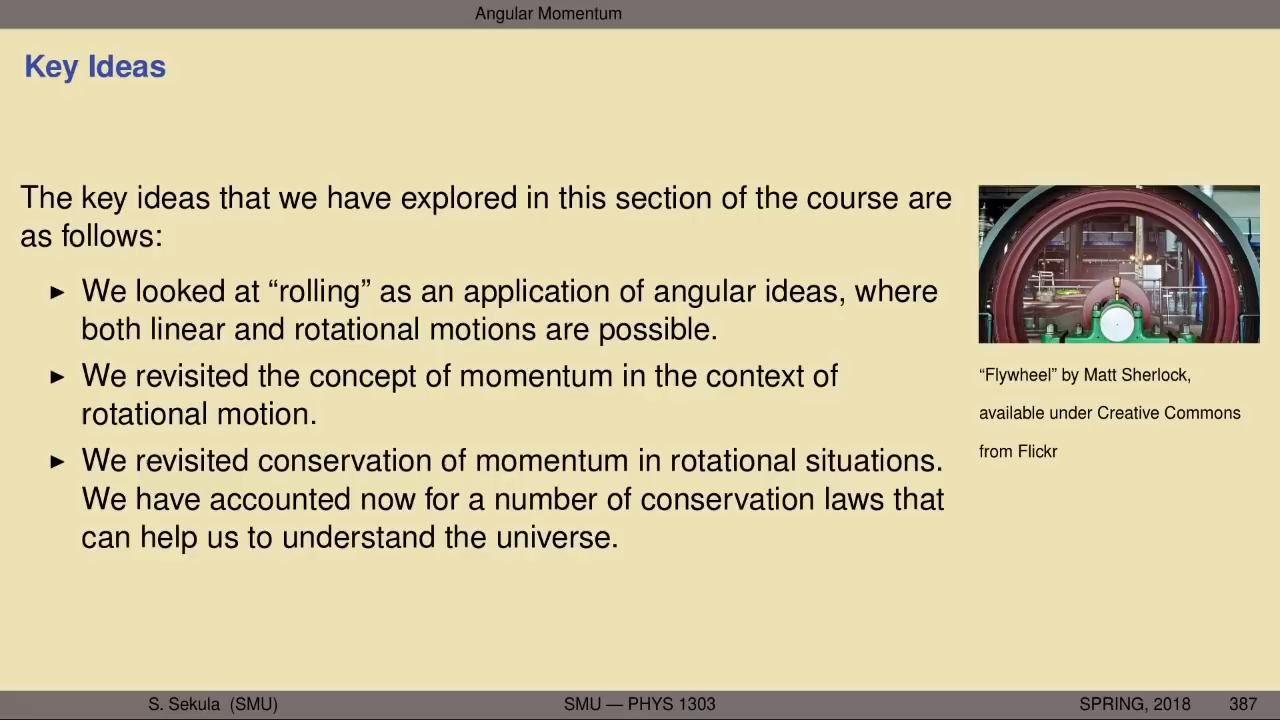 Angular Momentum
Key Ideas
The key ideas that we have explored in this section of the course are
as follows:
▶ We looked at “rolling” as an application of angular ideas, where
both linear and rotational motions are possible.
▶ We revisited the concept of momentum in the context of
rotational motion.
▶ We revisited conservation of momentum in rotational situations.
We have accounted now for a number of conservation laws that
can help us to understand the universe.
“Flywheel” by Matt Sherlock,
available under Creative Commons
from Flickr
S. Sekula (SMU) SMU — PHYS 1303 SPRING, 2018 387